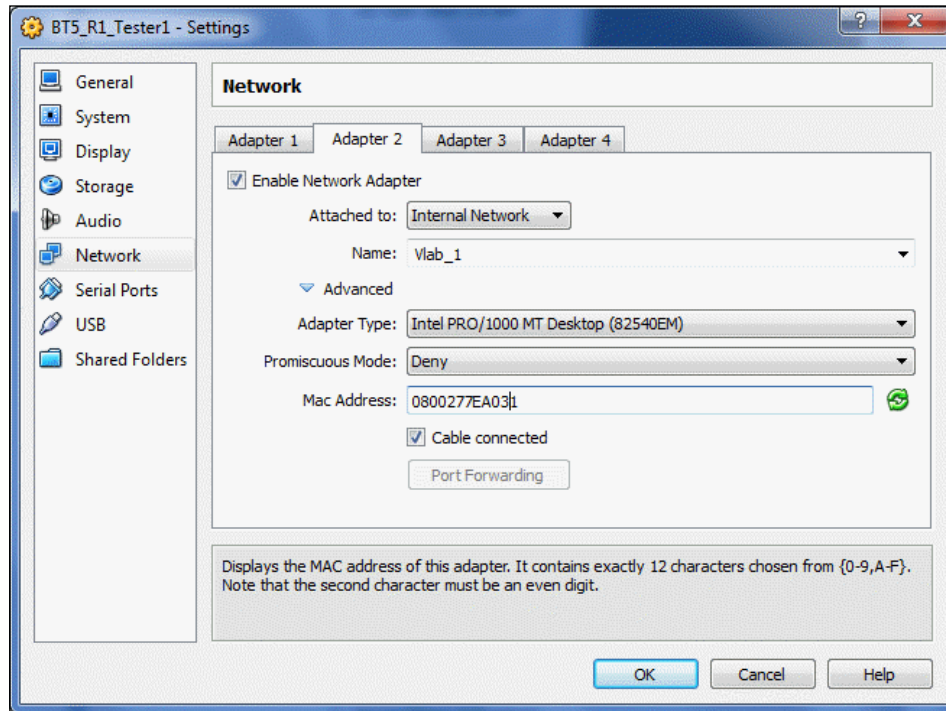 BT5_R1_Tester1 - Settings
?
General
System
Display
Storage
Audio
Network
Serial Ports
USB
Shared Folders
Network
Adapter 1
Adapter 2
Adapter 3
Adapter 4
Enable Network Adapter
Attached to: Internal Network
Name: Vlab_1
Advanced
Adapter Type: Intel PRO/1000 MT Desktop (82540EM)
Promiscuous Mode: Deny
Mac Address: 0800277EA031
Cable connected
Port Forwarding
Displays the MAC address of this adapter. It contains exactly 12 characters chosen from {0-9,A-F}.
Note that the second character must be an even digit.
OK
Cancel
Help